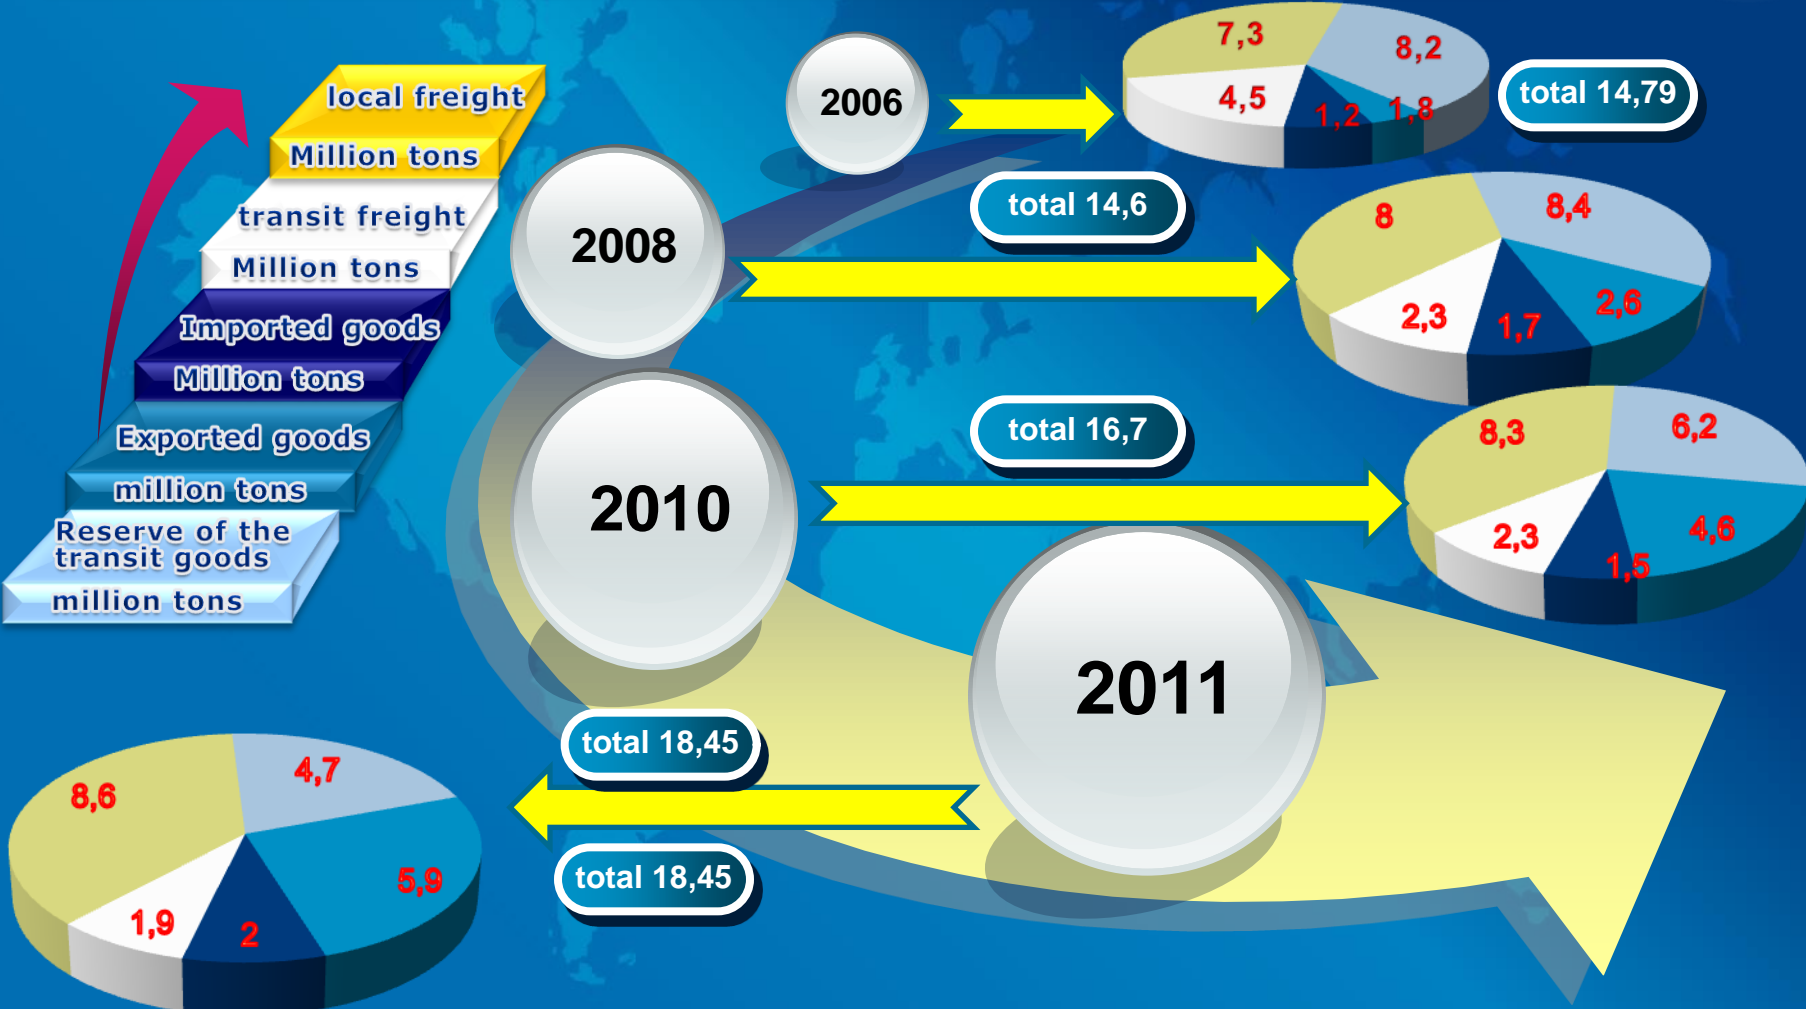 local freight
Million tons
transit freight
Million tons
Imported goods
Million tons
Exported goods
million tons
Reserve of the
transit goods
million tons
2006
7,3
8,2
4,5
1,2
1,8
total 14,79
2008
total 14,6
8
8,4
2,3
1,7
2,6
2010
total 16,7
8,3
6,2
2,3
1,5
4,6
2011
total 18,45
total 18,45
8,6
4,7
5,9
1,9
2